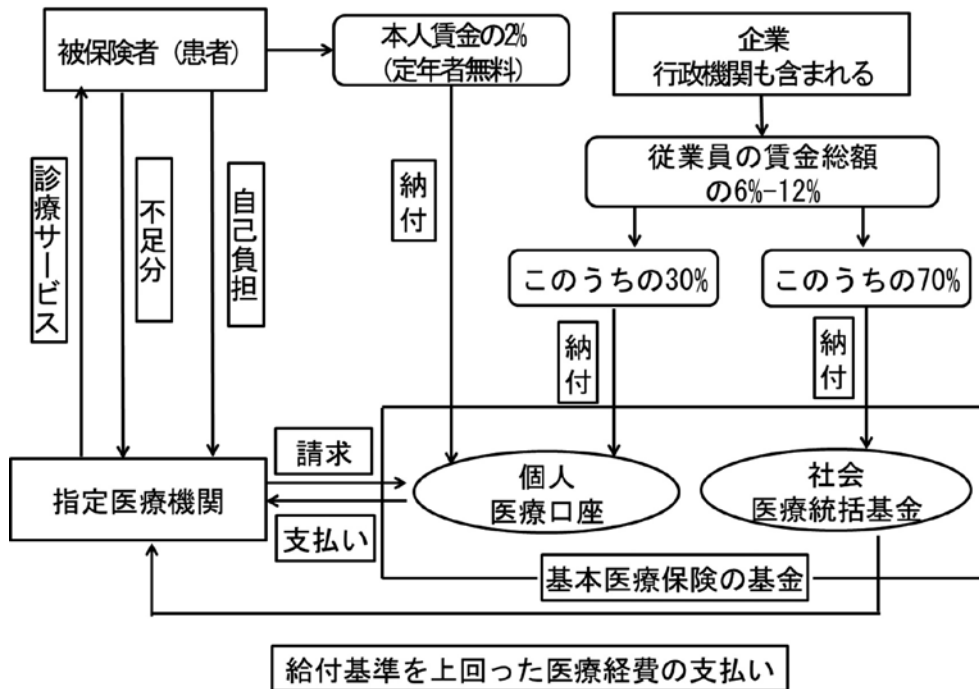 被保険者（患者）
本人賃金の2%
（定年者無料）
企業
行政機関も含まれる
従業員の賃金総額
の6%-12%
診療サービス
不足分
自己負担
納付
このうちの30%
このうちの70%
納付
納付
請求
指定医療機関
支払い
個人
医療口座
社会
医療統括基金
基本医療保険の基金
給付基準を上回った医療経費の支払い